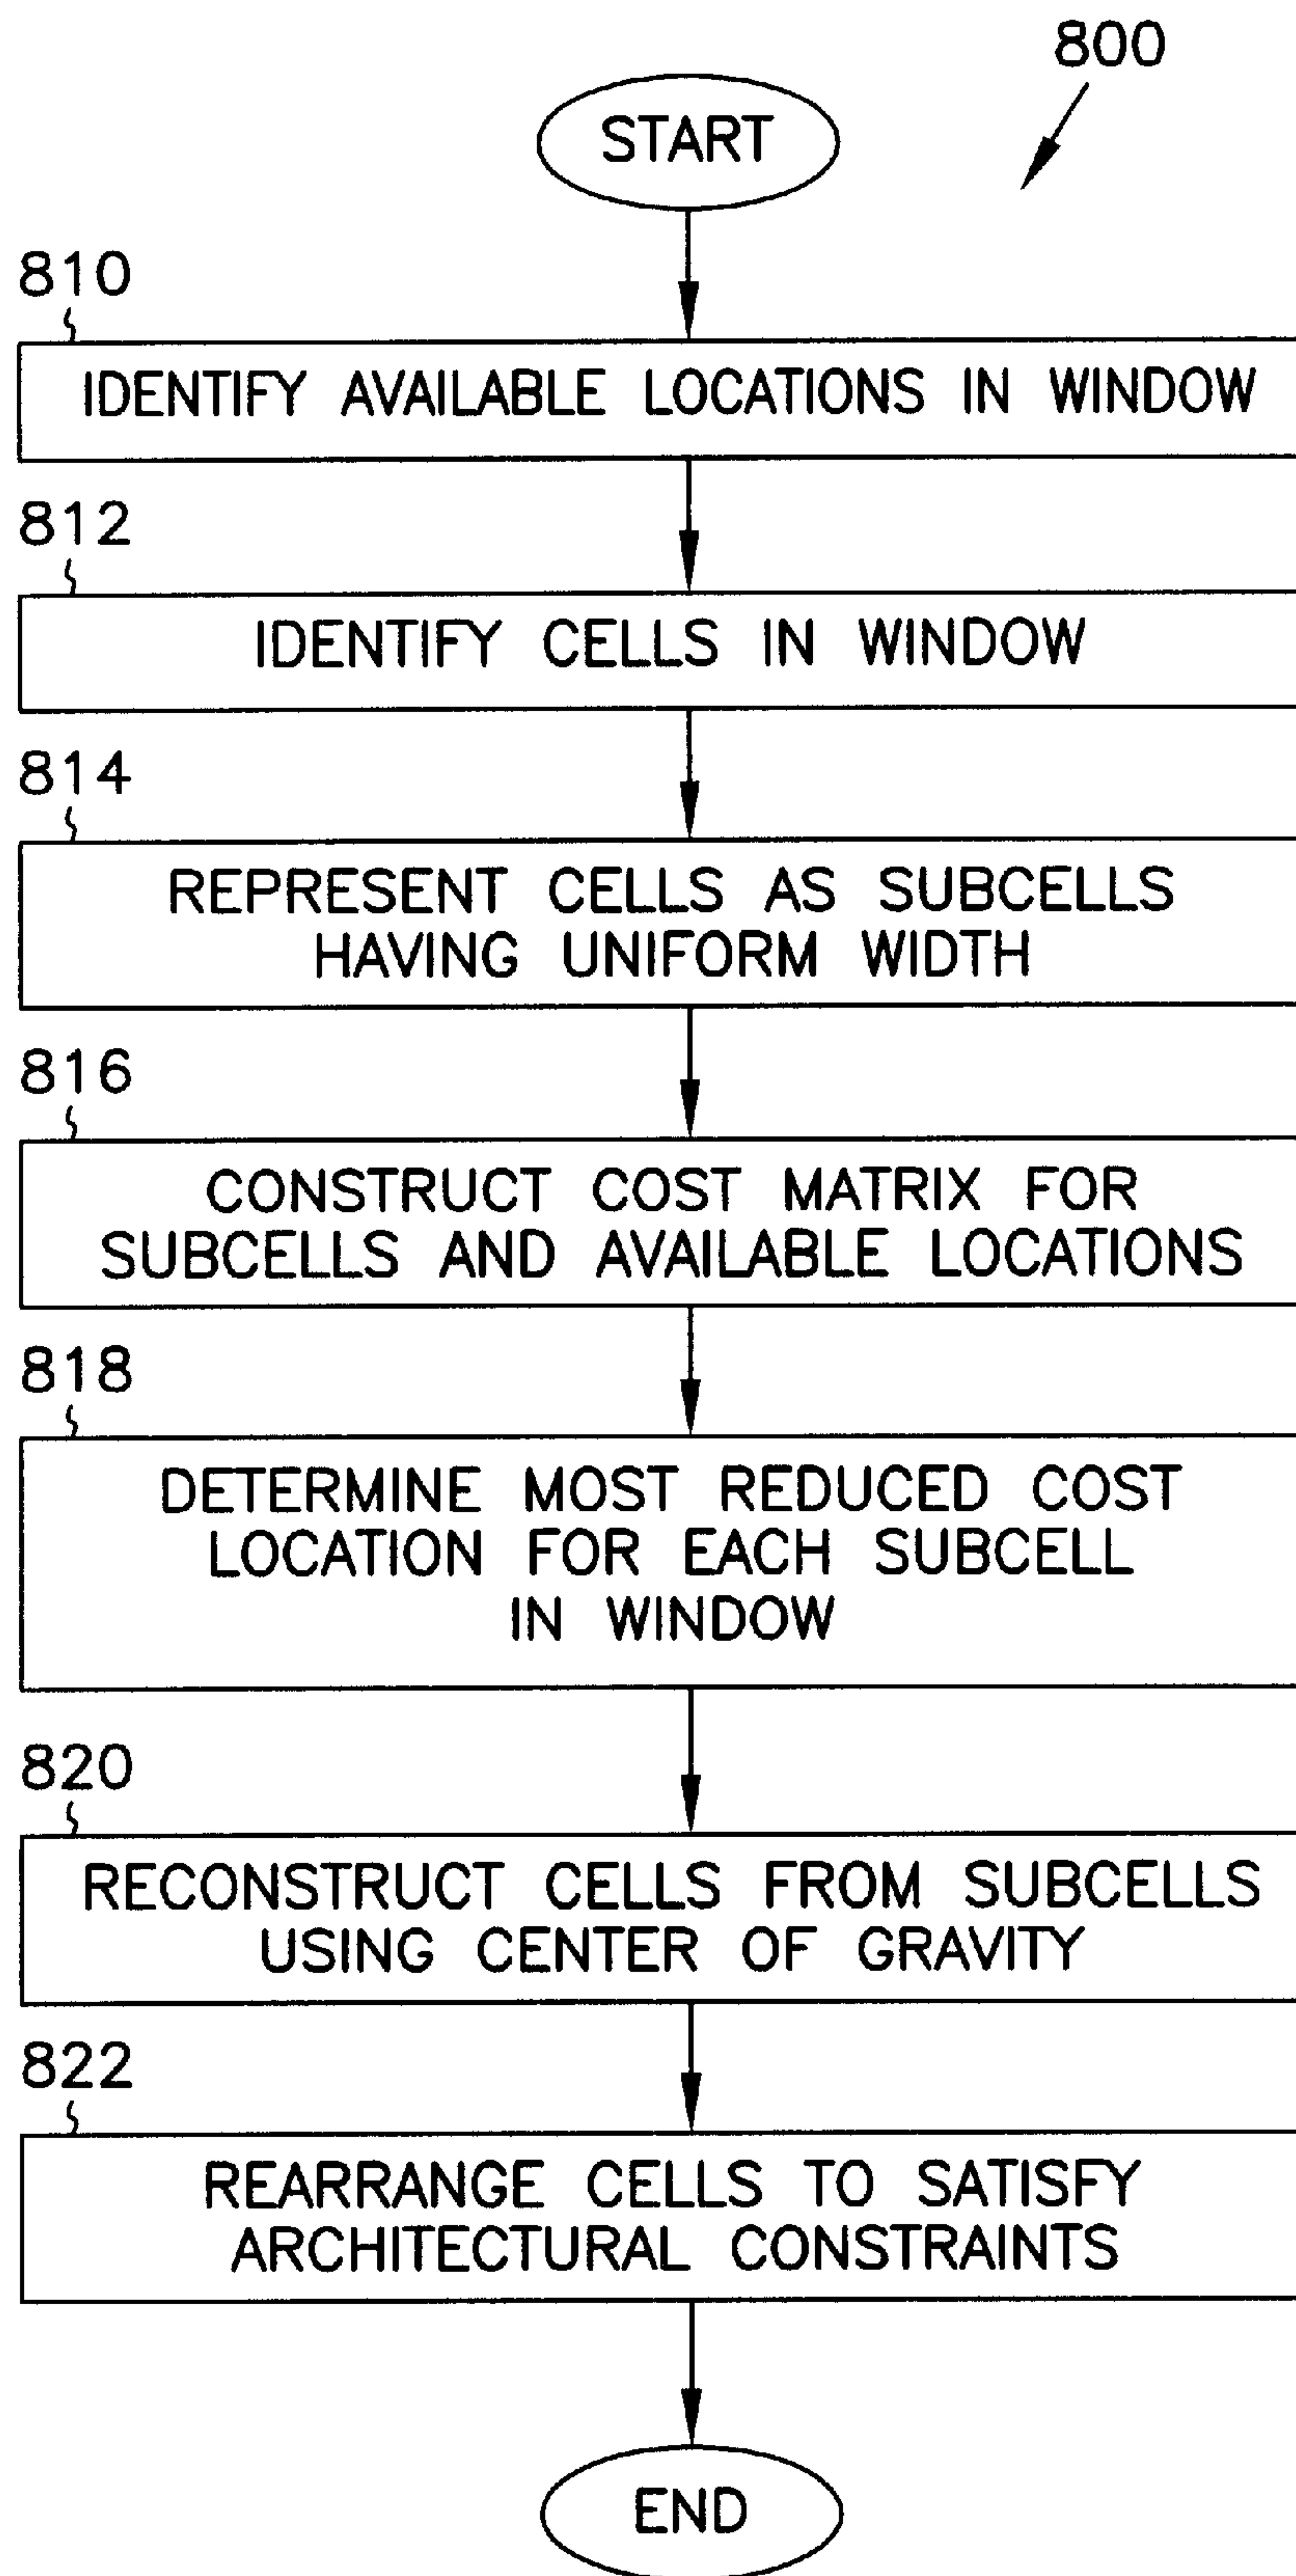 800
START
810
IDENTIFY AVAILABLE LOCATIONS IN WINDOW
812
IDENTIFY CELLS IN WINDOW
814
REPRESENT CELLS AS SUBCELLS
HAVING UNIFORM WIDTH
816
CONSTRUCT COST MATRIX FOR
SUBCELLS AND AVAILABLE LOCATIONS
818
DETERMINE MOST REDUCED COST
LOCATION FOR EACH SUBCELL
IN WINDOW
820
RECONSTRUCT CELLS FROM SUBCELLS
USING CENTER OF GRAVITY
822
REARRANGE CELLS TO SATISFY
ARCHITECTURAL CONSTRAINTS
END